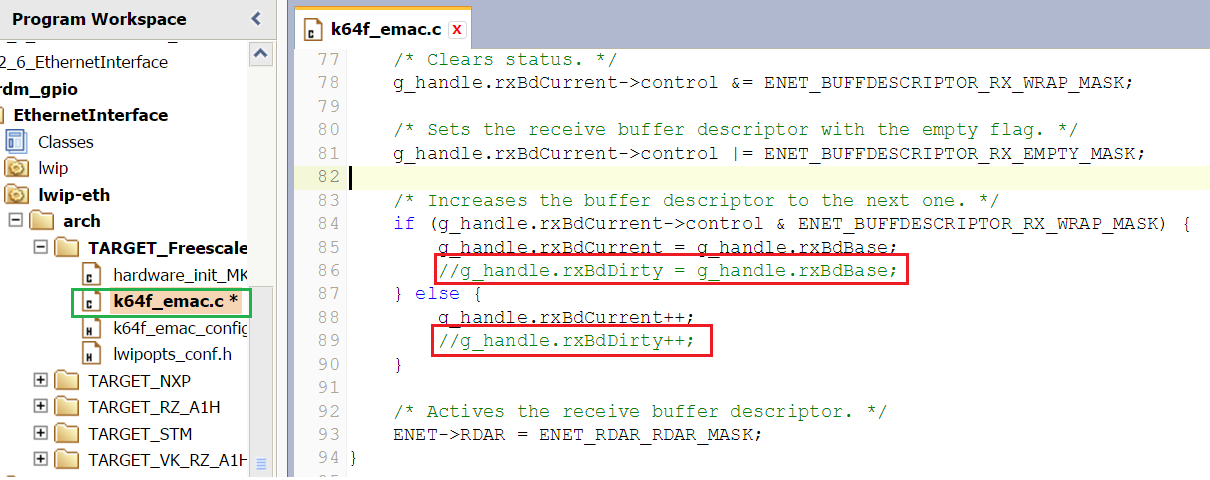 Program Workspace
2_6_EthernetInterface
rdm_gpio
EthernetInterface
Classes
lwip
lwip-eth
arch
TARGET_Freescale
hardware_init_MK
k64f_emac.c *
k64f_emac_config
lwipopts_conf.h
TARGET_NXP
TARGET_RZ_A1H
TARGET_STM
TARGET_VK_RZ_A1H
k64f_emac.c x
77 /* Clears status. */
78 g_handle.rxBdCurrent->control &= ENET_BUFFDESCRIPTOR_RX_WRAP_MASK;
79
80 /* Sets the receive buffer descriptor with the empty flag. */
81 g_handle.rxBdCurrent->control |= ENET_BUFFDESCRIPTOR_RX_EMPTY_MASK;
82
83 /* Increases the buffer descriptor to the next one. */
84 if (g_handle.rxBdCurrent->control & ENET_BUFFDESCRIPTOR_RX_WRAP_MASK) {
85 g_handle.rxBdCurrent = g_handle.rxBdBase;
86 //g_handle.rxBdDirty = g_handle.rxBdBase;
87 } else {
88 g_handle.rxBdCurrent++;
89 //g_handle.rxBdDirty++;
90 }
91
92 /* Actives the receive buffer descriptor. */
93 ENET->RDAR = ENET_RDAR_RDAR_MASK;
94 }